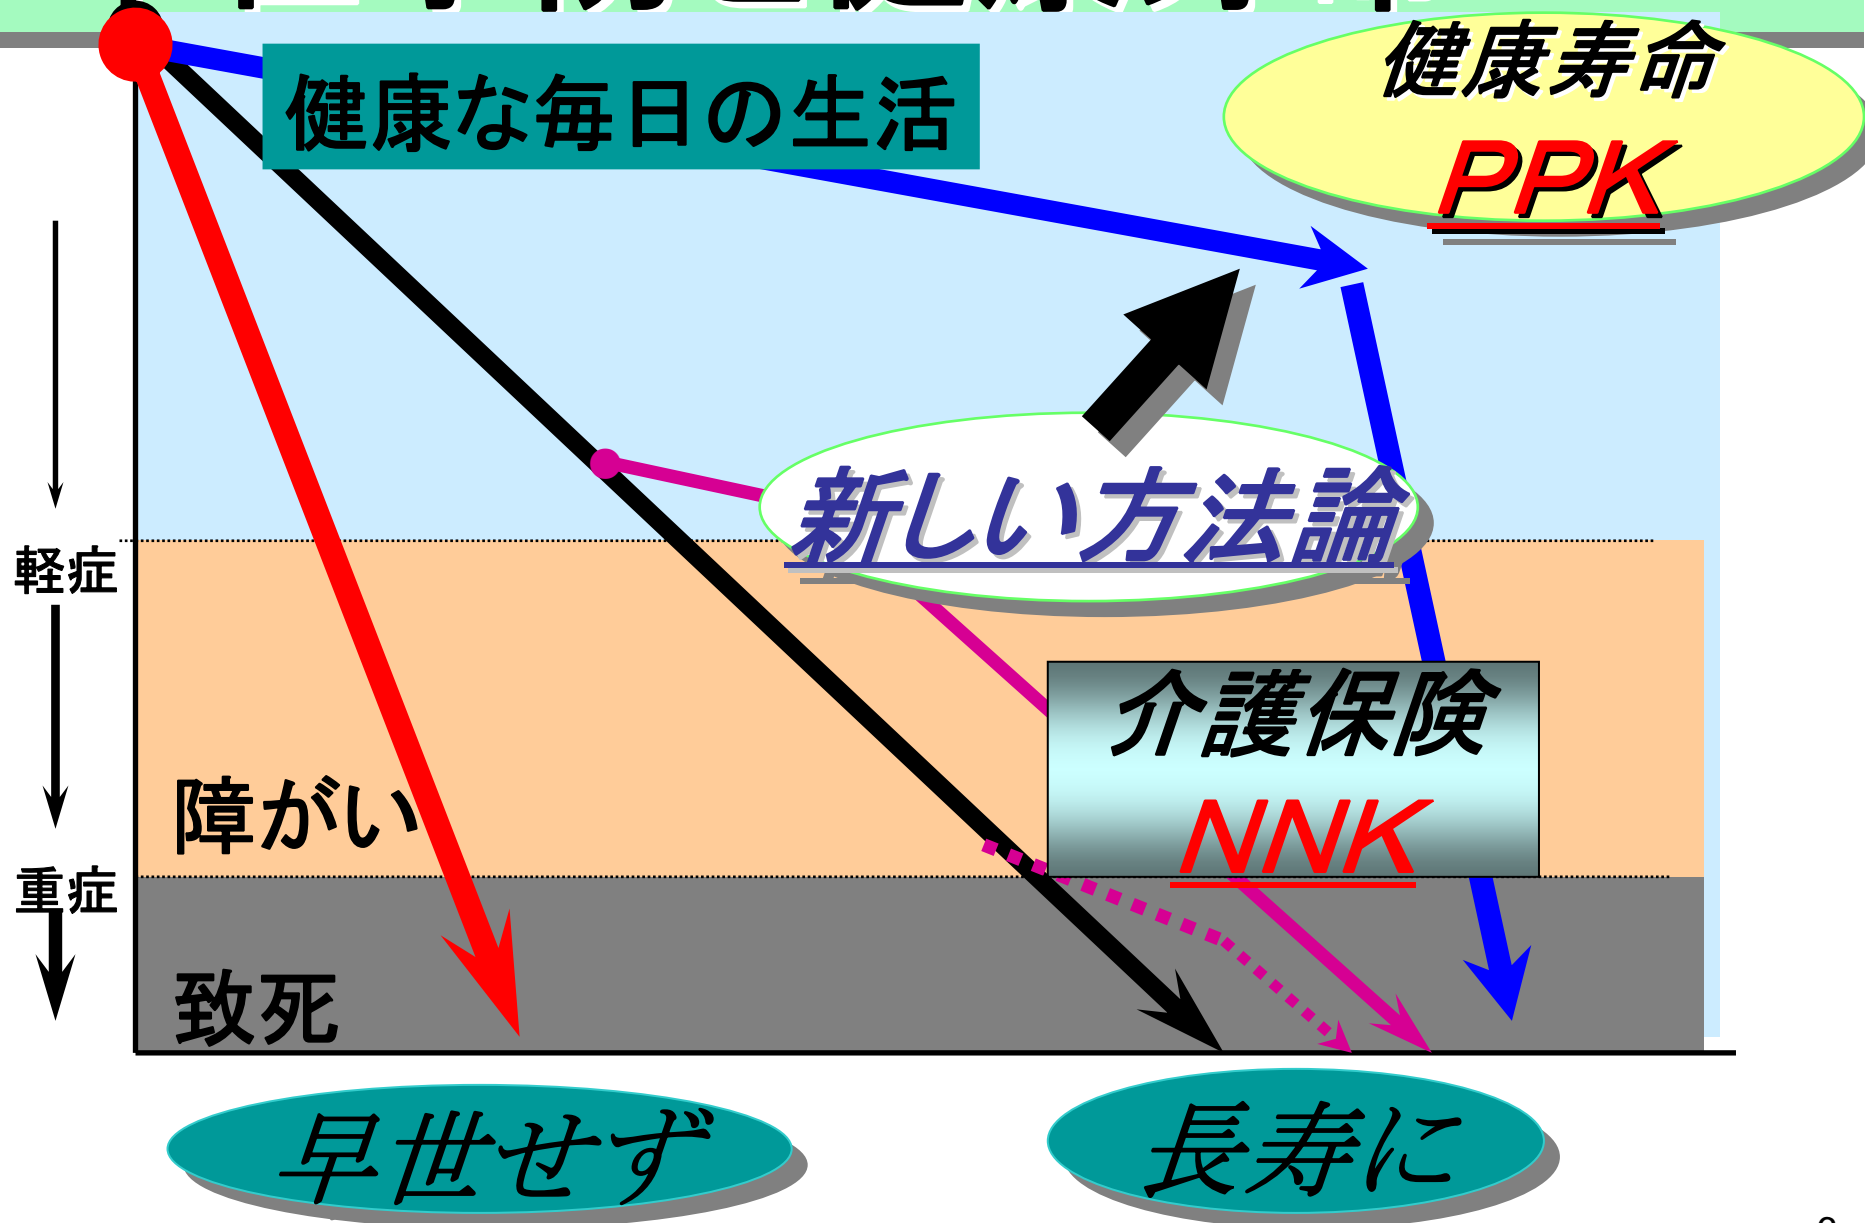 健康寿命
PPK
健康な毎日の生活
新しい方法論
軽症
介護保険
NNK
障がい
重症
致死
早世せず
長寿に